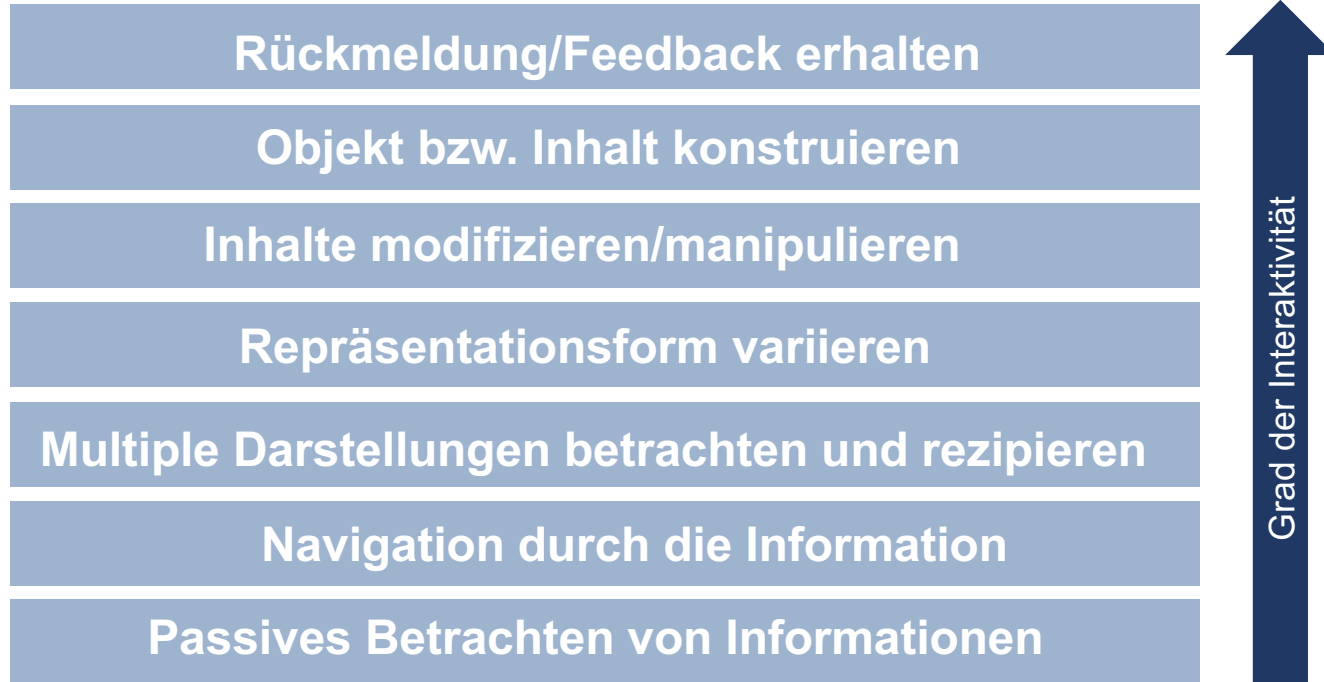 Rückmeldung/Feedback erhalten
Objekt bzw. Inhalt konstruieren
Inhalte modifizieren/manipulieren
Repräsentationsform variieren
Multiple Darstellungen betrachten und rezipieren
Navigation durch die Information
Passives Betrachten von Informationen
Grad der Interaktivität